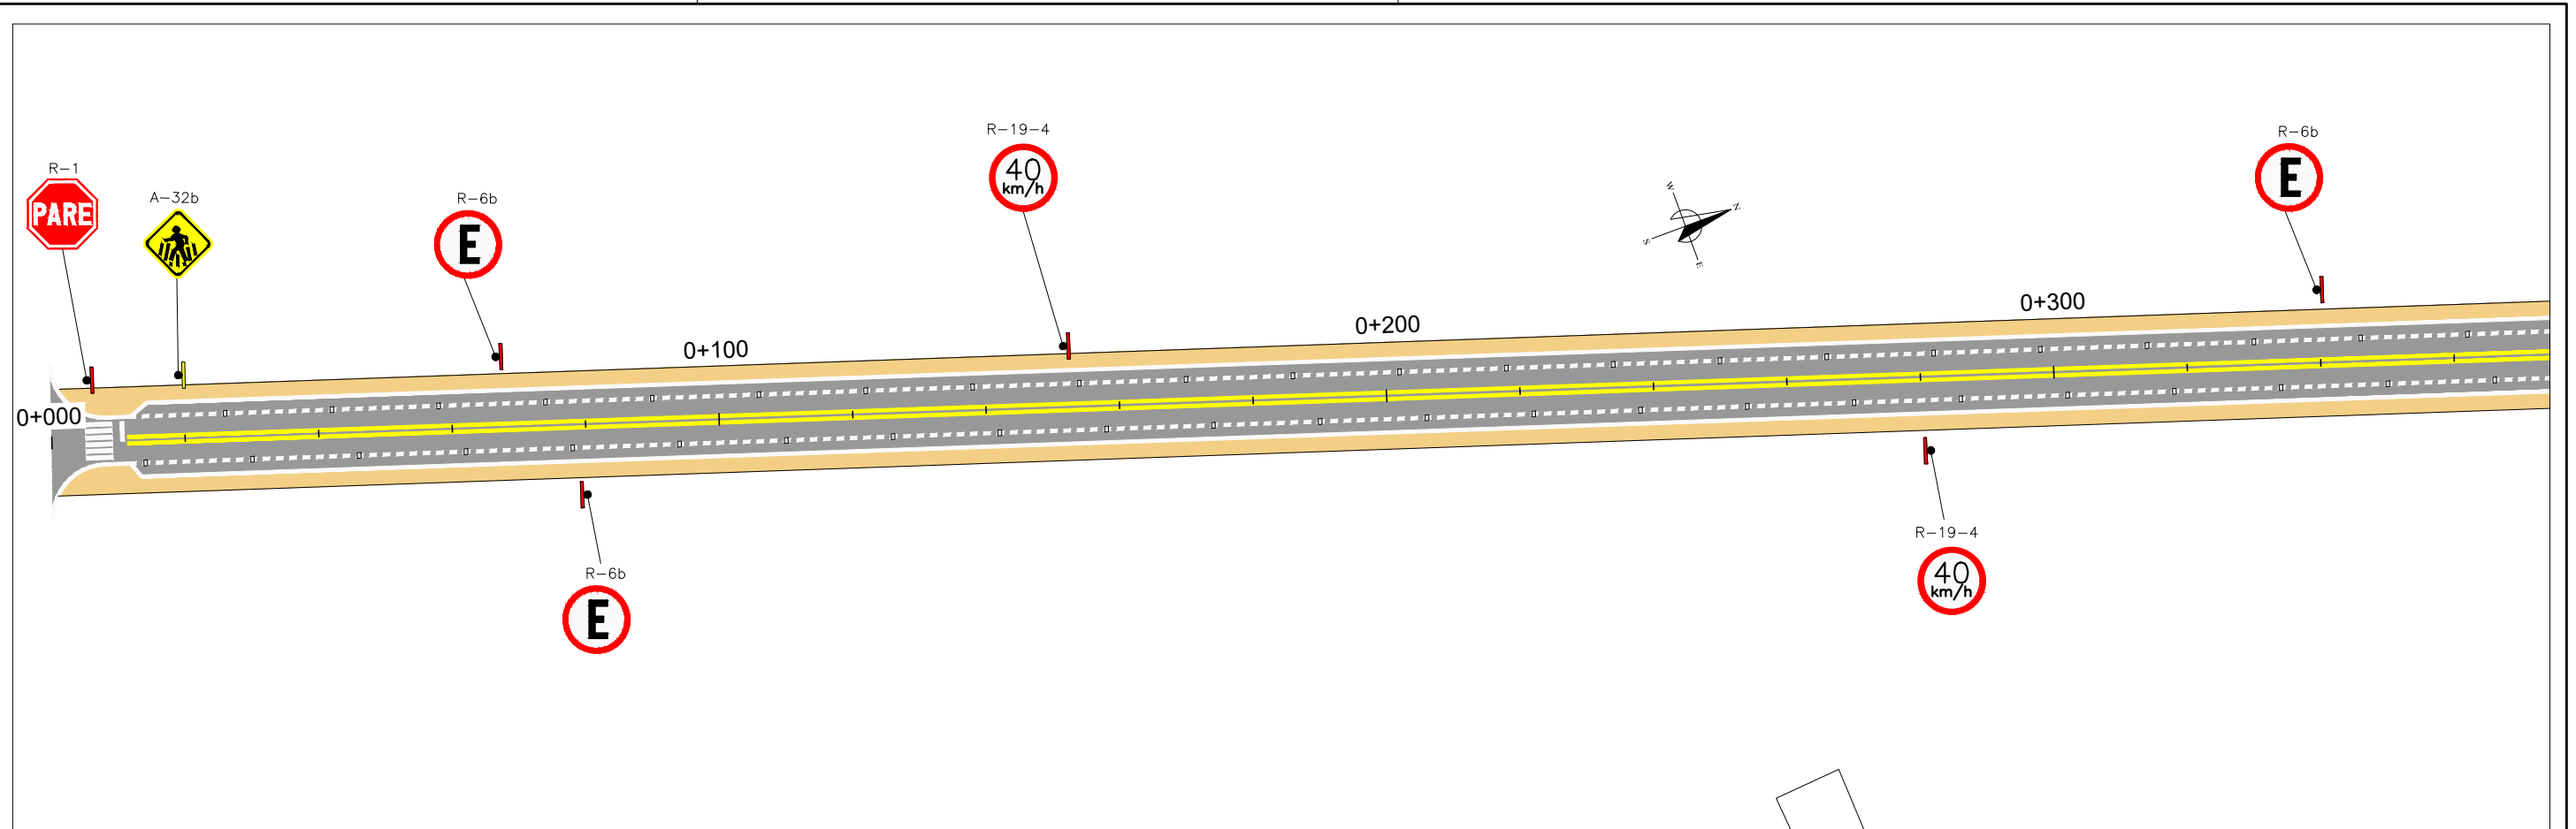 R-1
PARE
A-32b
R-6b
E
R-19-4
40
km/h
R-6b
E
W
N
S
E
0+000
0+100
0+200
0+300
R-6b
E
R-19-4
40
km/h